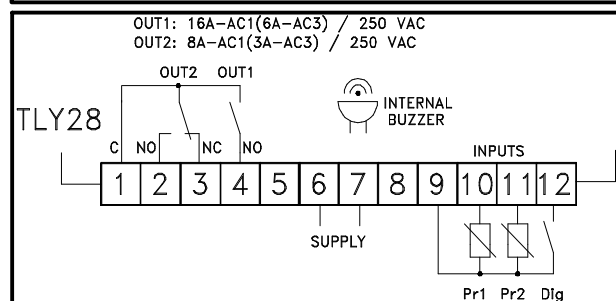 OUT1: 16A-AC1(6A-AC3) / 250 VAC
OUT2: 8A-AC1(3A-AC3) / 250 VAC
OUT2 OUT1
INTERNAL
BUZZER
TLY28
C NO NC NO
INPUTS
1 2 3 4 5 6 7 8 9 10 11 12
SUPPLY
Pr1 Pr2 Dig